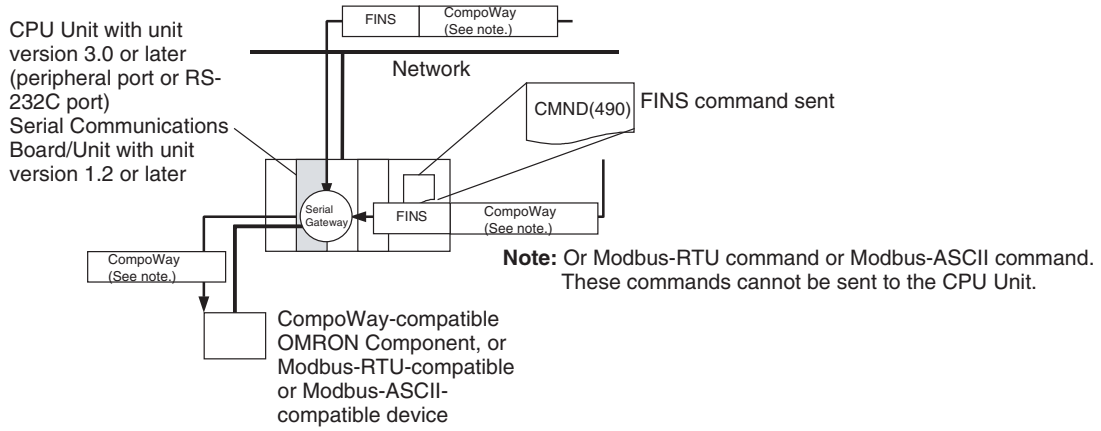 FINS
CompoWay
(See note.)
CPU Unit with unit
version 3.0 or later
(peripheral port or RS-
232C port)
Serial Communications
Board/Unit with unit
version 1.2 or later
Network
CMND(490)
FINS command sent
Serial
Gateway
FINS
CompoWay
(See note.)
CompoWay
(See note.)
Note: Or Modbus-RTU command or Modbus-ASCII command.
These commands cannot be sent to the CPU Unit.
CompoWay-compatible
OMRON Component, or
Modbus-RTU-compatible
or Modbus-ASCII-
compatible device